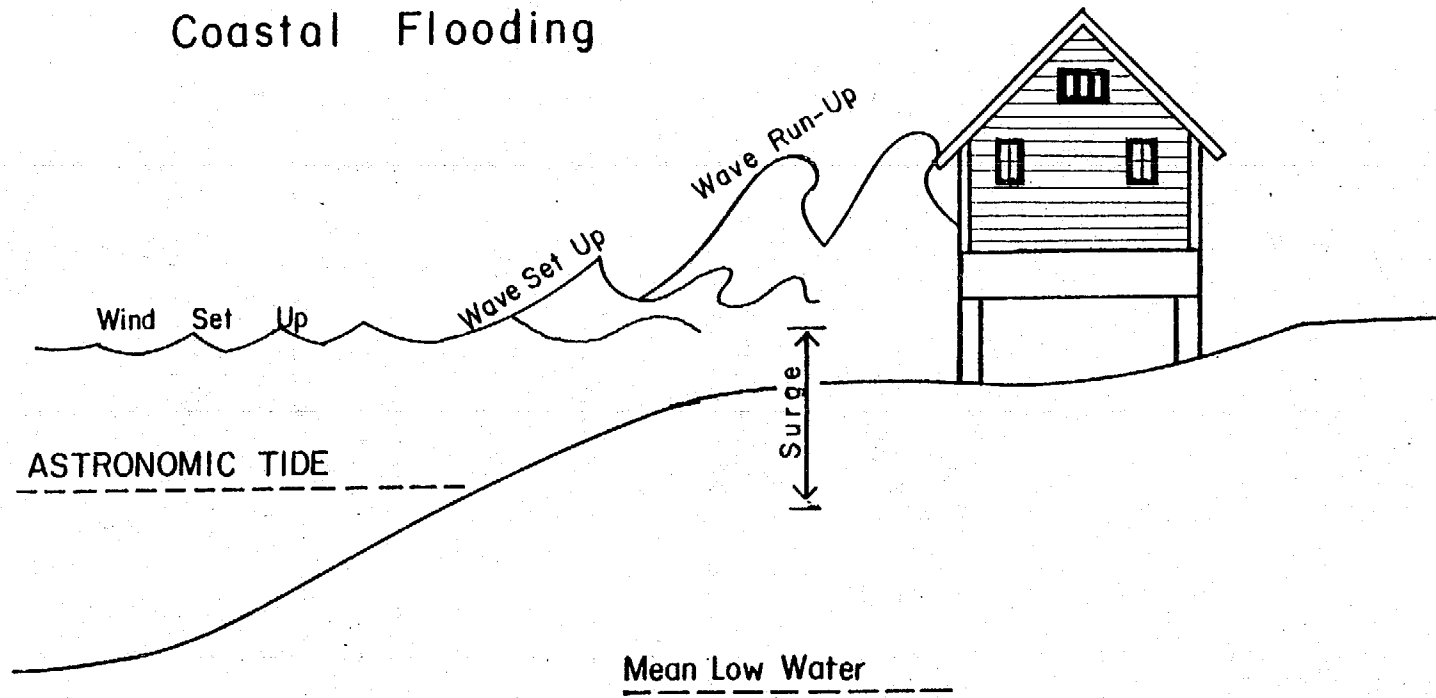 Coastal Flooding
Wave Run-Up
Wave Set Up
Wind Set Up
Surge
ASTRONOMIC TIDE
Mean Low Water